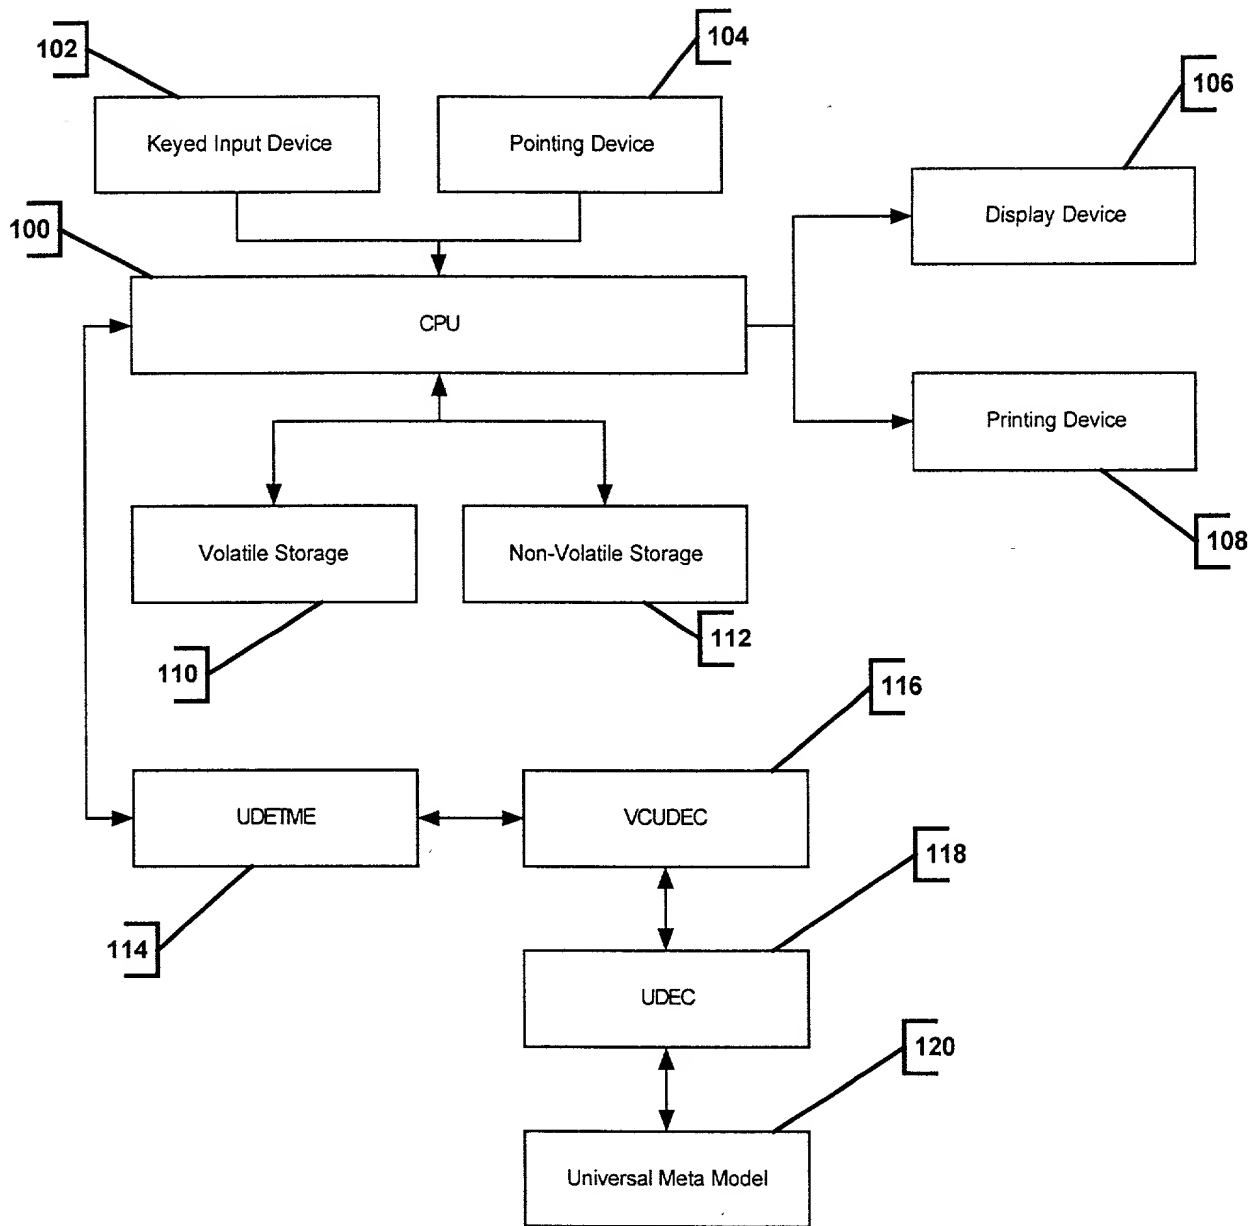 102
104
106
Keyed Input Device
Pointing Device
Display Device
100
CPU
Printing Device
108
Volatile Storage
Non-Volatile Storage
110
112
116
UDETME
VCUDEC
118
114
UDEC
120
Universal Meta Model